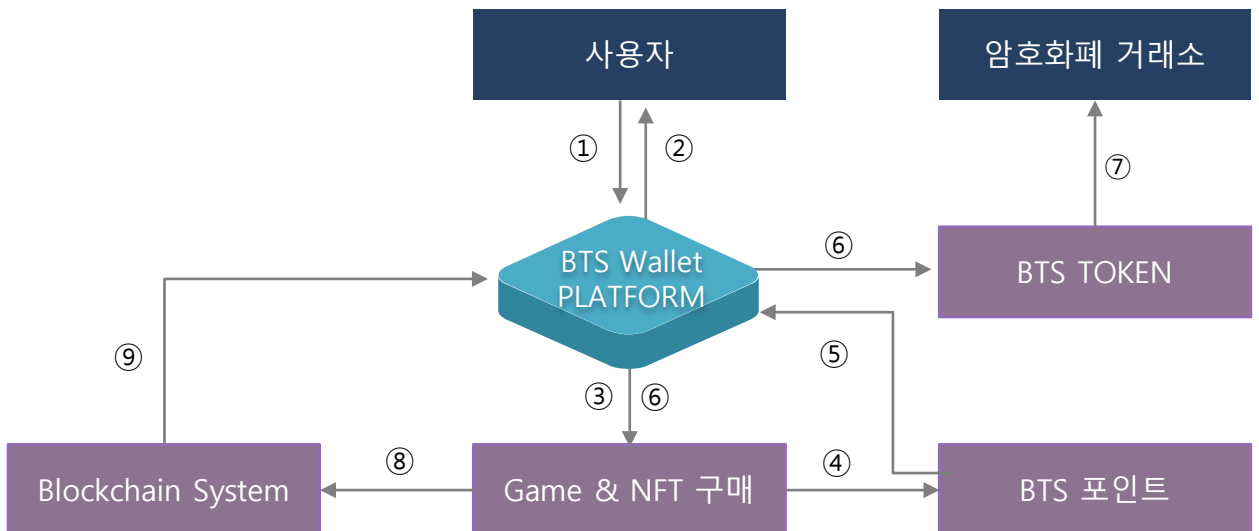 사용자
암호화폐 거래소
①
②
⑦
BTS Wallet
PLATFORM
⑥
BTS TOKEN
⑨
⑤
③
⑥
Blockchain System
⑧
Game & NFT 구매
④
BTS 포인트